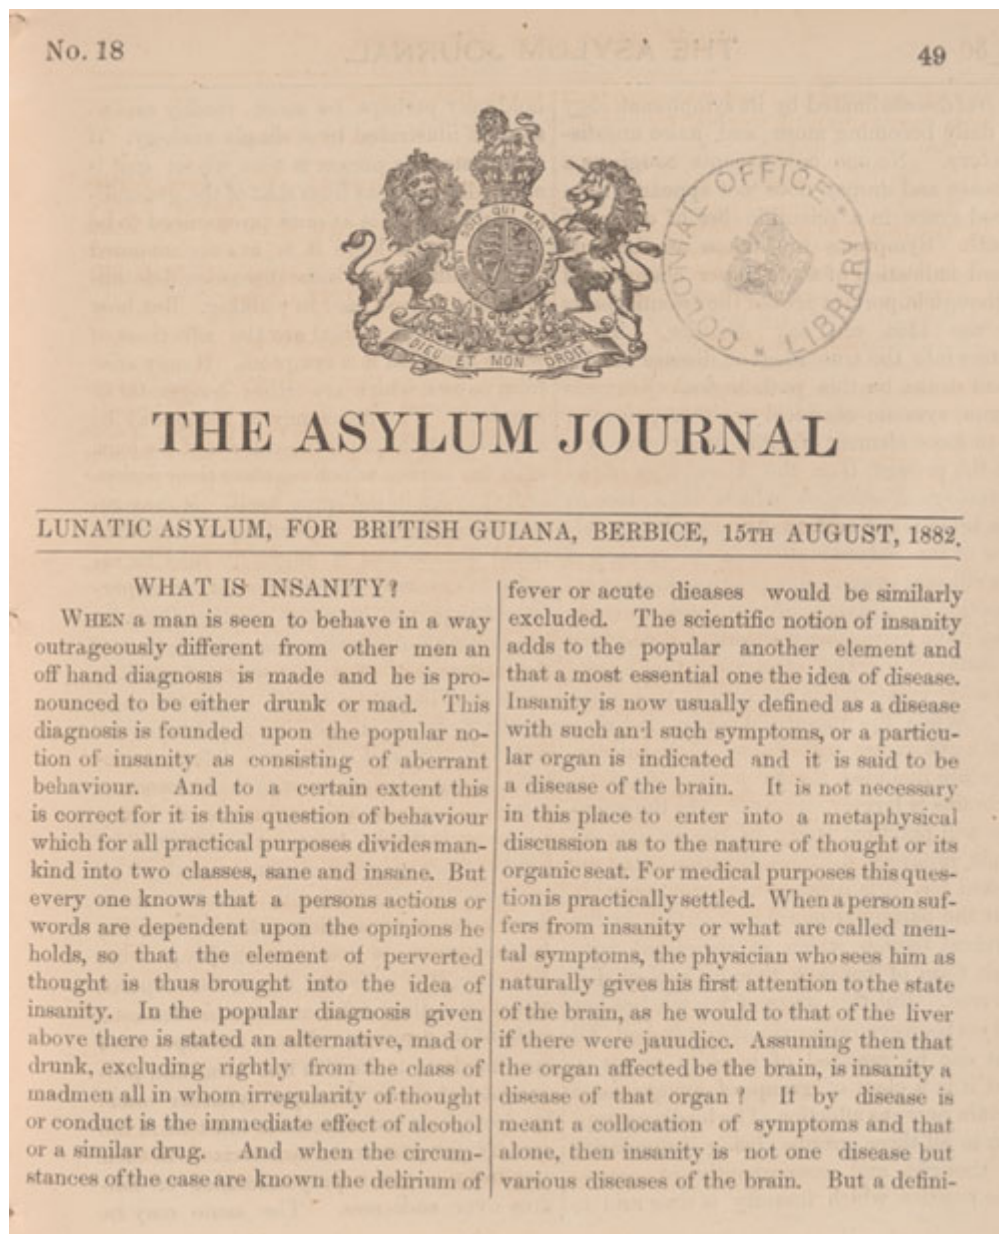 No. 18
49
COLONIAL OFFICE
LIBRARY
QUI MAL Y
DIEU ET MON DROIT
THE ASYLUM JOURNAL
LUNATIC ASYLUM, FOR BRITISH GUIANA, BERBICE, 15TH AUGUST, 1882.
WHAT IS INSANITY?
WHEN a man is seen to behave in a way
outrageously different from other men an
off hand diagnosis is made and he is pro-
nounced to be either drunk or mad. This
diagnosis is founded upon the popular no-
tion of insanity as consisting of aberrant
behaviour. And to a certain extent this
is correct for it is this question of behaviour
which for all practical purposes divides man-
kind into two classes, sane and insane. But
every one knows that a persons actions or
words are dependent upon the opinions he
holds, so that the element of perverted
thought is thus brought into the idea of
insanity. In the popular diagnosis given
above there is stated an alternative, mad or
drunk, excluding rightly from the class of
madmen all in whom irregularity of thought
or conduct is the immediate effect of alcohol
or a similar drug. And when the circum-
stances of the case are known the delirium of
fever or acute dieases would be similarly
excluded. The scientific notion of insanity
adds to the popular another element and
that a most essential one the idea of disease.
Insanity is now usually defined as a disease
with such and such symptoms, or a particu-
lar organ is indicated and it is said to be
a disease of the brain. It is not necessary
in this place to enter into a metaphysical
discussion as to the nature of thought or its
organic seat. For medical purposes this ques-
tion is practically settled. When a person suf-
fers from insanity or what are called men-
tal symptoms, the physician who sees him as
naturally gives his first attention to the state
of the brain, as he would to that of the liver
if there were jauudice. Assuming then that
the organ affected be the brain, is insanity a
disease of that organ ? It by disease is
meant a collocation of symptoms and that
alone, then insanity is not one disease but
various diseases of the brain. But a defini-